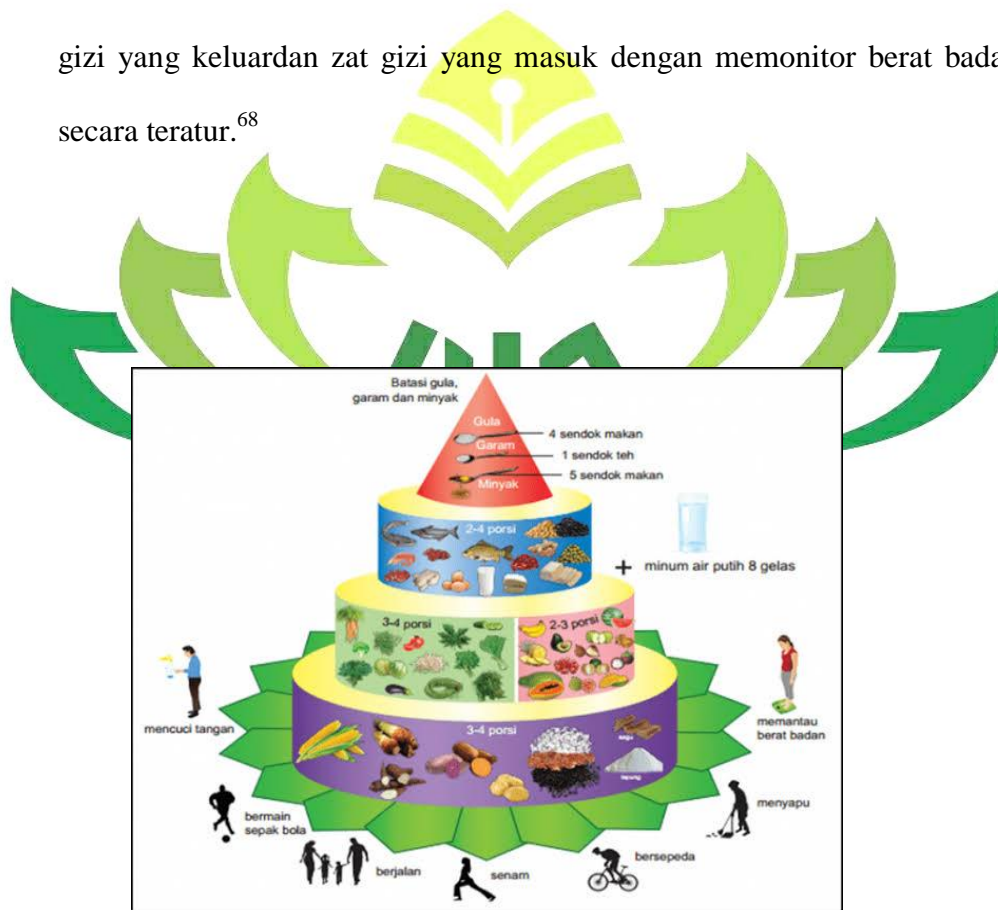 gizi yang keluardan zat gizi yang masuk dengan memonitor berat bada
secara teratur.68
Batasi gula,
garam dan minyak
Gula
4 sendok makan
Garam
1 sendok teh
5 sendok makan
Minyak
2-4 porsi
+ minum air putih 8 gelas
3-4 porsi
2-3 porsi
mencuci tangan
3-4 porsi
sagu
tepung
memantau
berat badan
bermain
sepak bola
menyapu
berjalan
senam
bersepeda